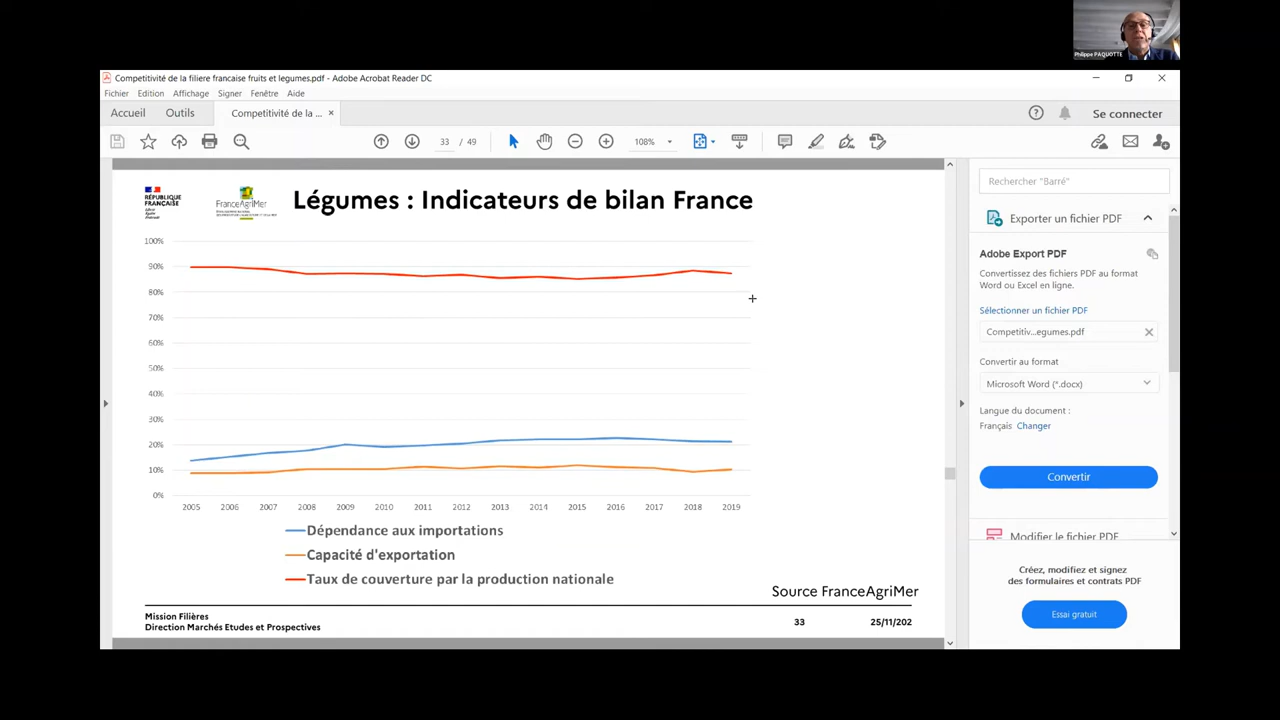 Philippe PAQUOTTE
Competitivité de la filiere francaise fruits et legumes.pdf - Adobe Acrobat Reader DC
Fichier Edition Affichage Signer Fenêtre Aide
Accueil Outils Competitivité de la ... × Se connecter
33 / 49 108%
RÉPUBLIQUE
FRANÇAISE
FranceAgriMer
Légumes : Indicateurs de bilan France
100%
90%
80%
70%
60%
50%
40%
30%
20%
10%
0%
2005 2006 2007 2008 2009 2010 2011 2012 2013 2014 2015 2016 2017 2018 2019
Dépendance aux importations
Capacité d'exportation
Taux de couverture par la production nationale
Source FranceAgriMer
Mission Filières
Direction Marchés Etudes et Prospectives
33 25/11/202
Rechercher "Barré"
Exporter un fichier PDF
Adobe Export PDF
Convertissez des fichiers PDF au format
Word ou Excel en ligne.
Sélectionner un fichier PDF
Competitiv...egumes.pdf
Convertir au format
Microsoft Word (*.docx)
Langue du document :
Français Changer
Convertir
Modifier le fichier PDF
Créez, modifiez et signez
des formulaires et contrats PDF
Essai gratuit